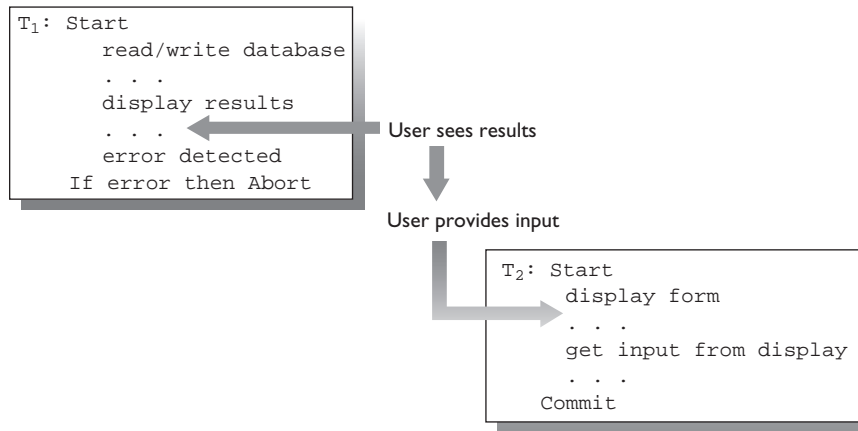 T₁: Start
read/write database
. . .
display results
. . .
error detected
If error then Abort
User sees results
User provides input
T₂: Start
display form
. . .
get input from display
. . .
Commit